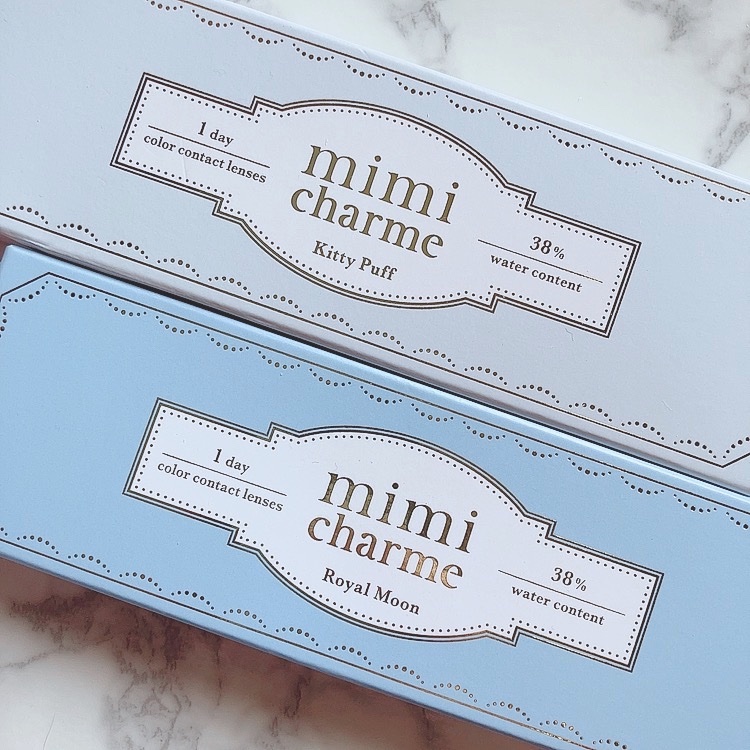 1 day
color contact lenses
mimi
charme
Kitty Puff
38%
water content
1 day
color contact lenses
mimi
charme
Royal Moon
38%
water content